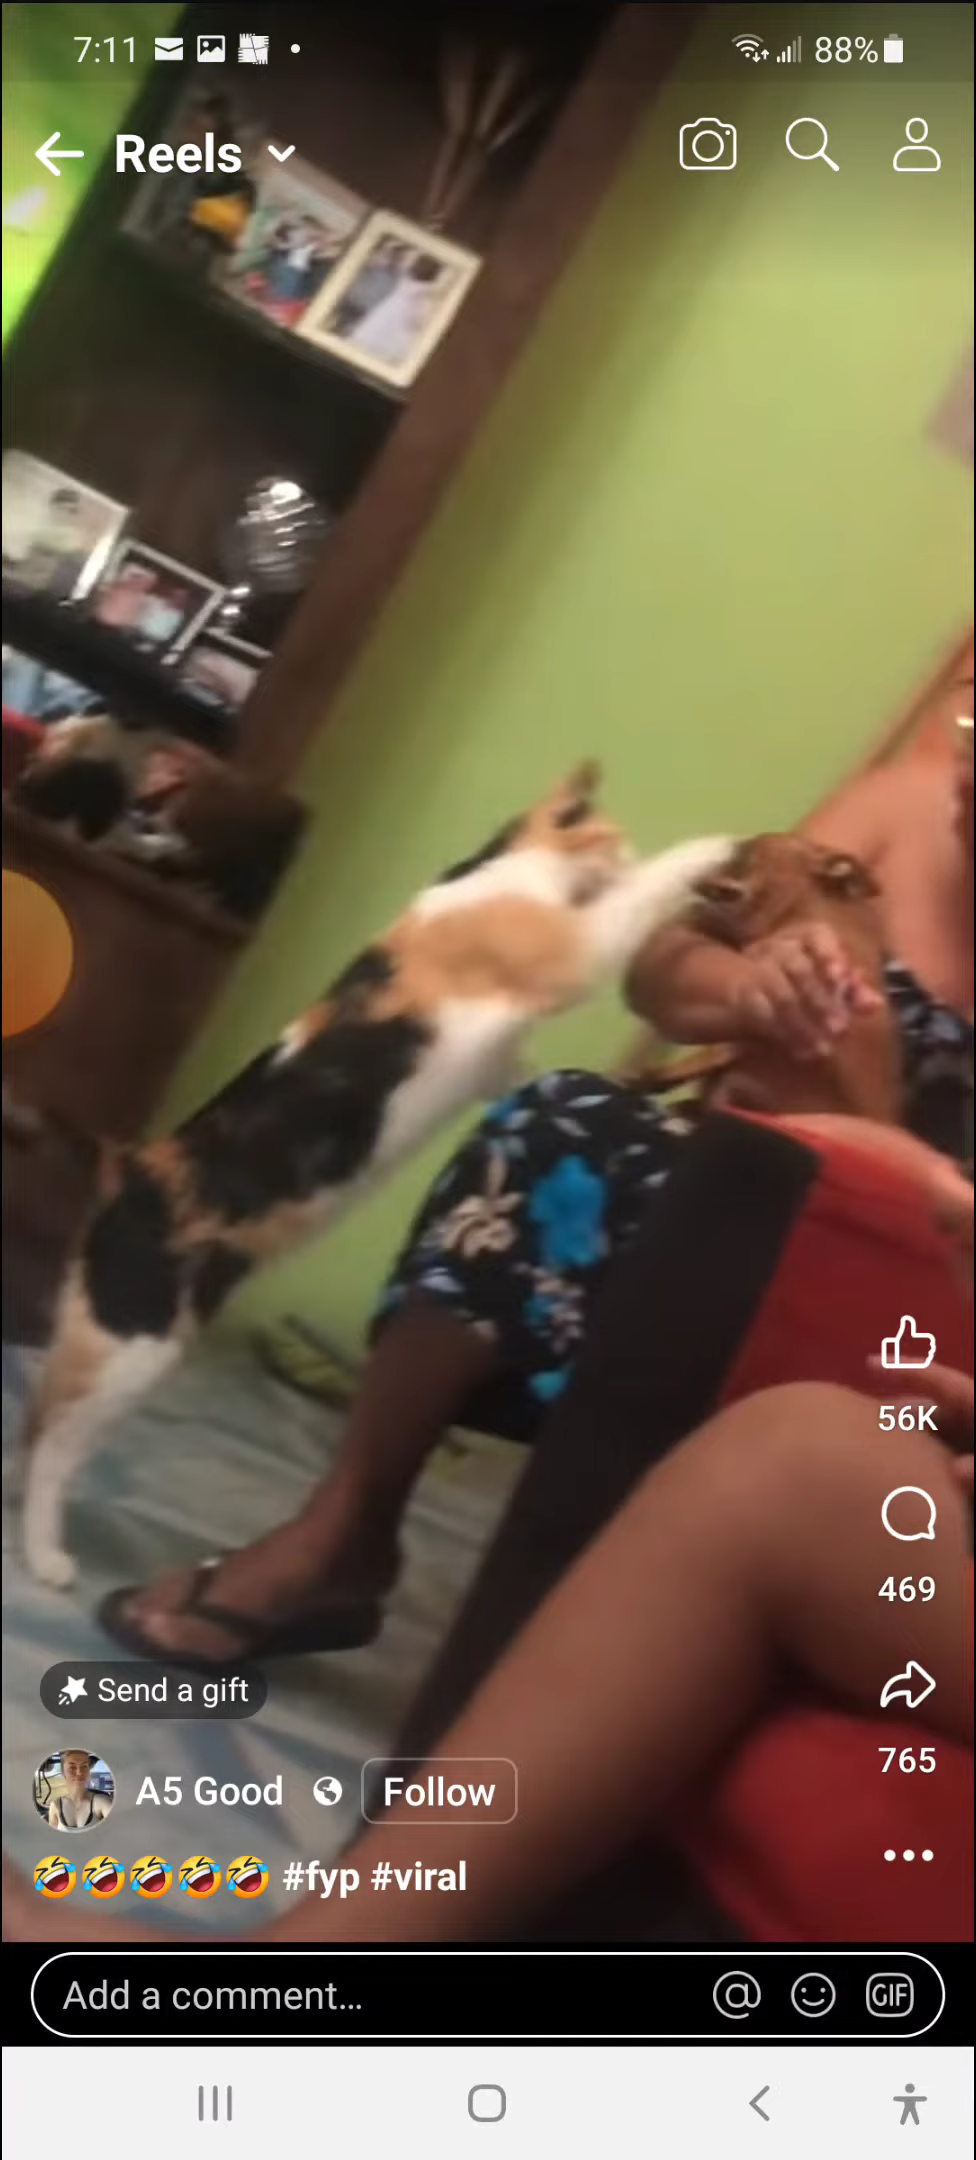 7:11
88%
Reels
56K
469
765
Send a gift
A5 Good
Follow
🤣🤣🤣🤣🤣 #fyp #viral
Add a comment...
GIF